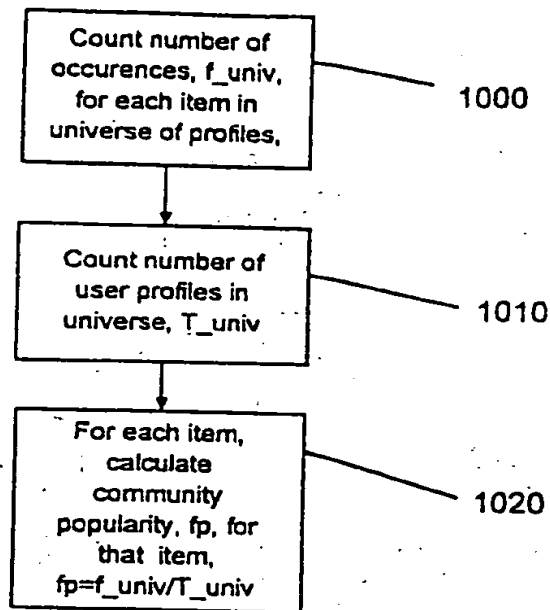 Count number of
occurences, f_univ,
for each item in
universe of profiles,
1000
Count number of
user profiles in
universe, T_univ
1010
For each item,
calculate
community
popularity, fp, for
that item,
fp=f_univ/T_univ
1020